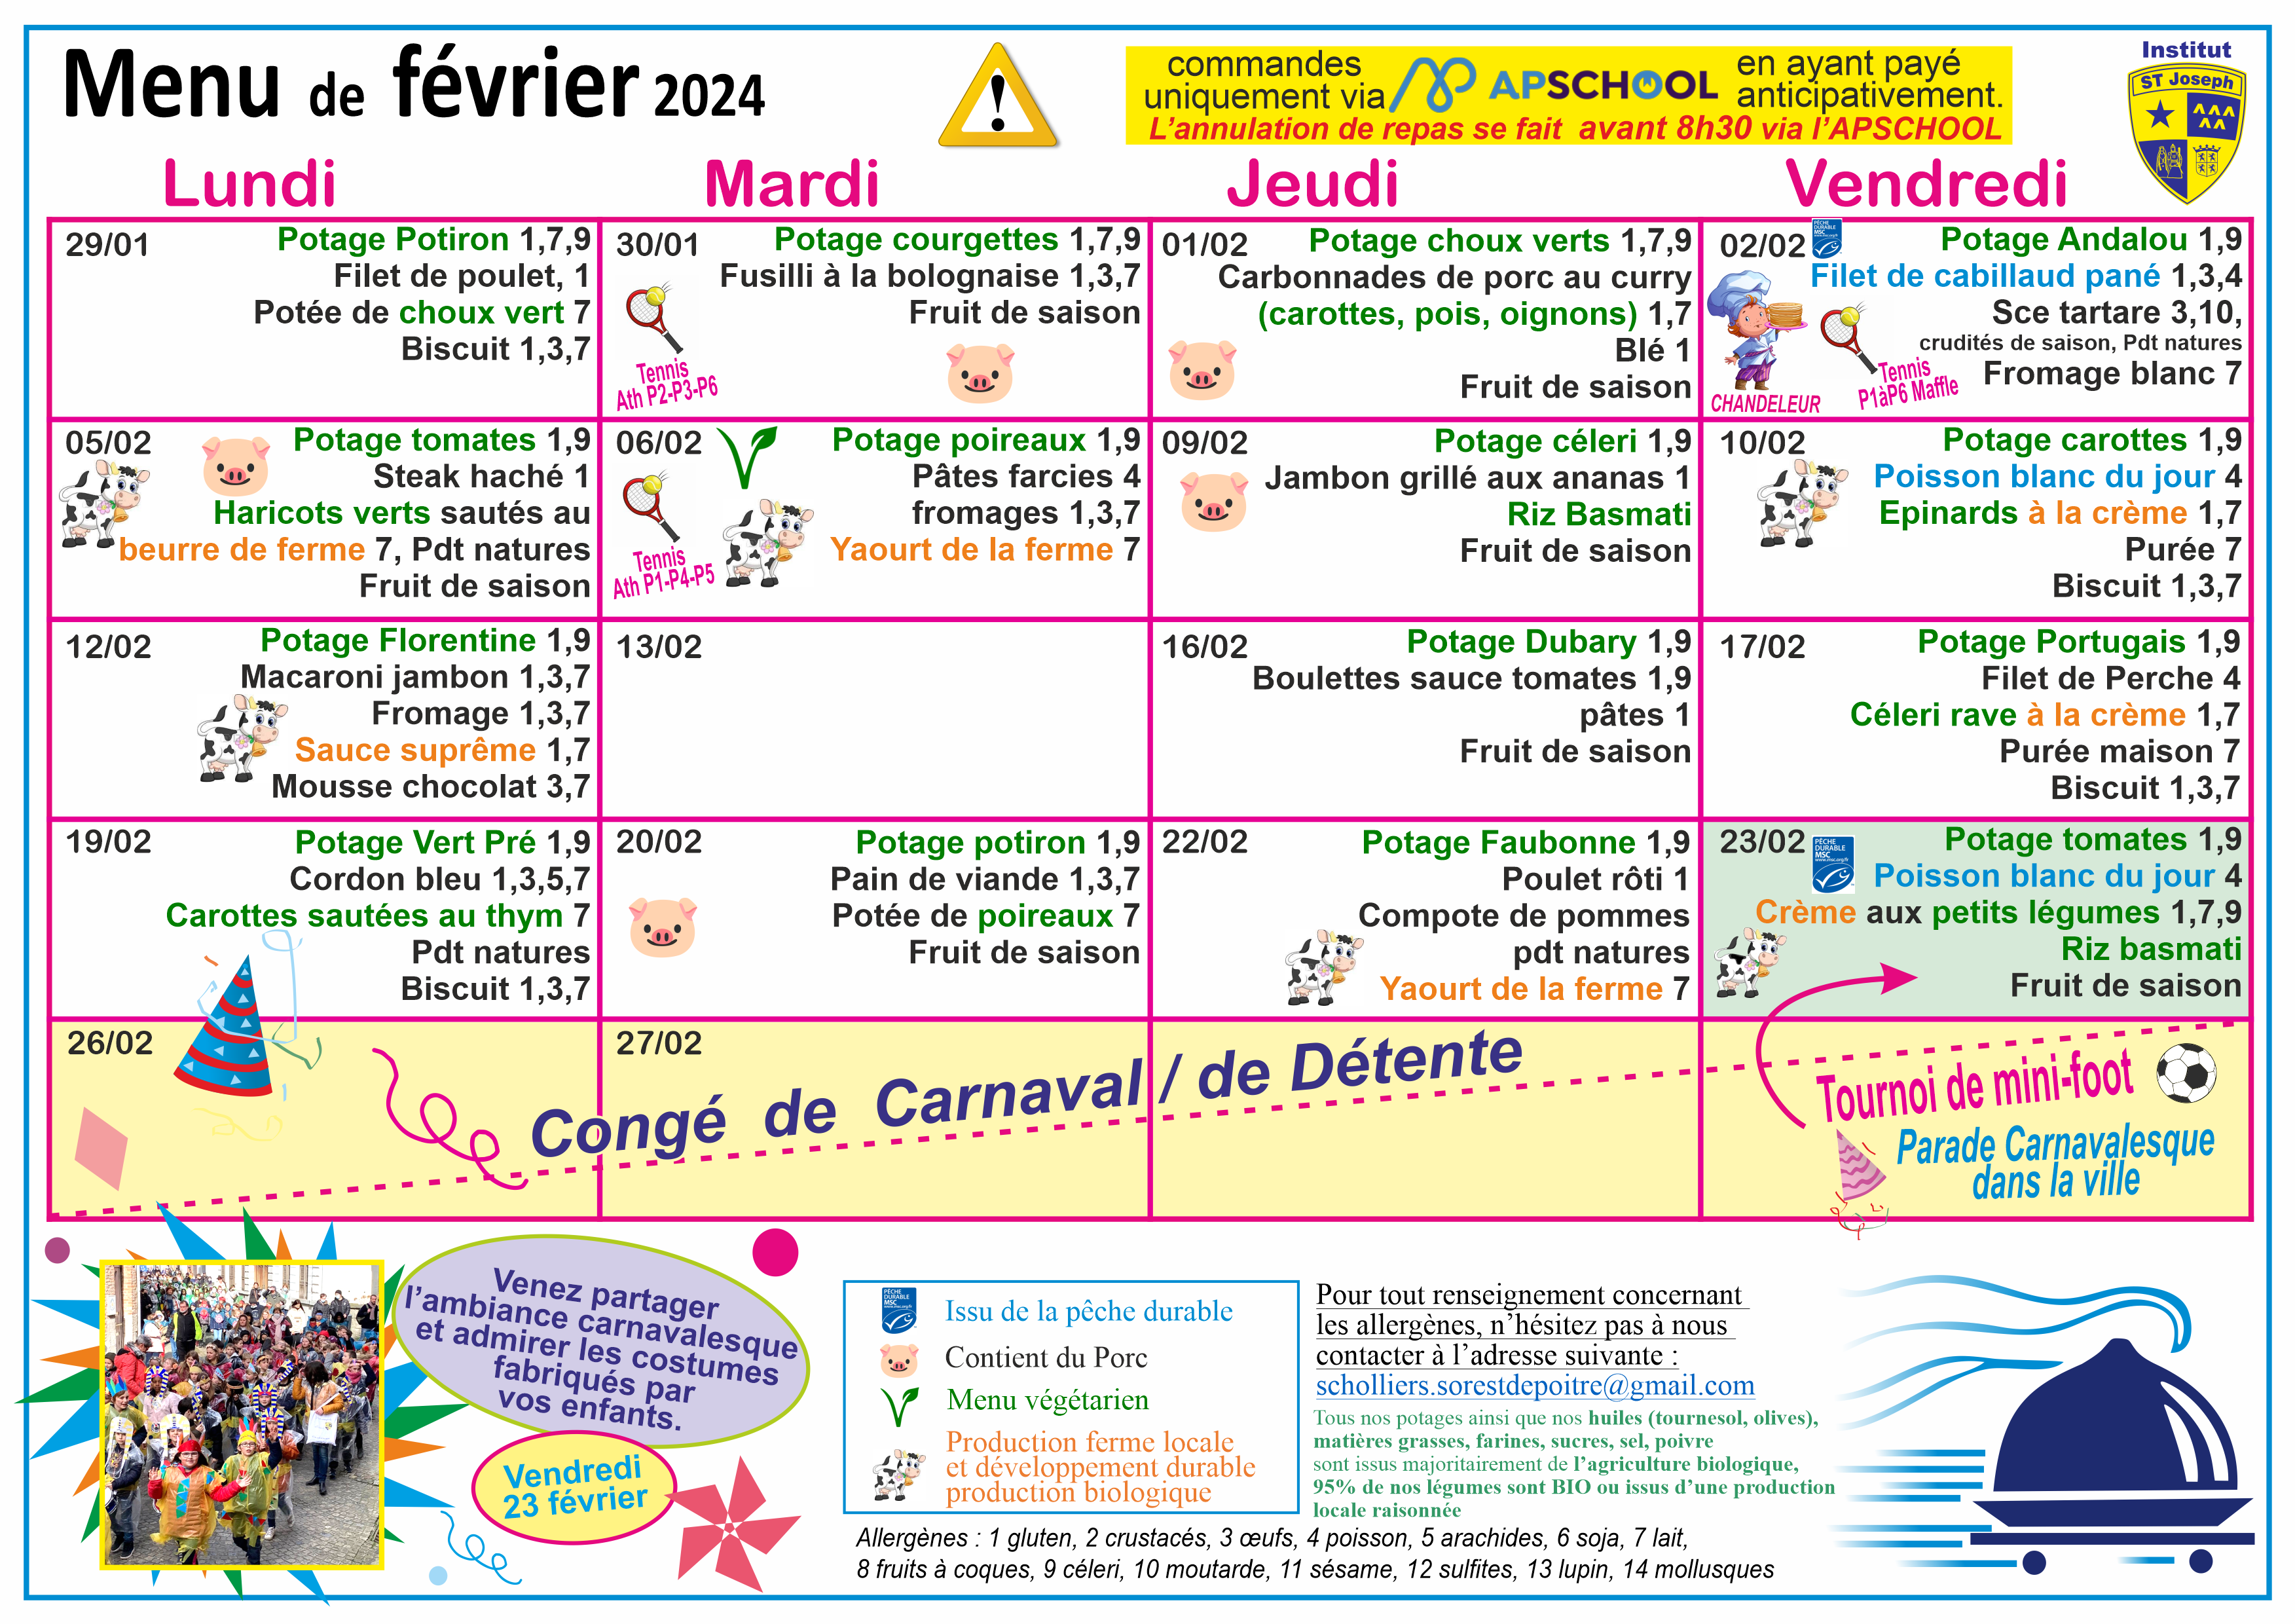 Menu de février 2024
commandes
uniquement via
APSCHOOL
en ayant payé
anticipativement.
L'annulation de repas se fait avant 8h30 via l'APSCHOOL
Institut
ST Joseph
Lundi
Mardi
Jeudi
Vendredi
29/01
Potage Potiron 1,7,9
Filet de poulet, 1
Potée de choux vert 7
Biscuit 1,3,7
30/01
Potage courgettes 1,7,9
Fusilli à la bolognaise 1,3,7
Fruit de saison
Tennis
Ath P2-P3-P6
01/02
Potage choux verts 1,7,9
Carbonnades de porc au curry
(carottes, pois, oignons) 1,7
Blé 1
Fruit de saison
02/02
PÊCHE
DURABLE
MSC
www.msc.org/fr
Potage Andalou 1,9
Filet de cabillaud pané 1,3,4
Sce tartare 3,10,
crudités de saison, Pdt natures
Fromage blanc 7
CHANDELEUR
Tennis
P1àP6 Maffle
05/02
Potage tomates 1,9
Steak haché 1
Haricots verts sautés au
beurre de ferme 7, Pdt natures
Fruit de saison
06/02
Potage poireaux 1,9
Pâtes farcies 4
fromages 1,3,7
Yaourt de la ferme 7
Tennis
Ath P1-P4-P5
09/02
Potage céleri 1,9
Jambon grillé aux ananas 1
Riz Basmati
Fruit de saison
10/02
Potage carottes 1,9
Poisson blanc du jour 4
Epinards à la crème 1,7
Purée 7
Biscuit 1,3,7
12/02
Potage Florentine 1,9
Macaroni jambon 1,3,7
Fromage 1,3,7
Sauce suprême 1,7
Mousse chocolat 3,7
13/02
16/02
Potage Dubary 1,9
Boulettes sauce tomates 1,9
pâtes 1
Fruit de saison
17/02
Potage Portugais 1,9
Filet de Perche 4
Céleri rave à la crème 1,7
Purée maison 7
Biscuit 1,3,7
19/02
Potage Vert Pré 1,9
Cordon bleu 1,3,5,7
Carottes sautées au thym 7
Pdt natures
Biscuit 1,3,7
20/02
Potage potiron 1,9
Pain de viande 1,3,7
Potée de poireaux 7
Fruit de saison
22/02
Potage Faubonne 1,9
Poulet rôti 1
Compote de pommes
pdt natures
Yaourt de la ferme 7
23/02
PÊCHE
DURABLE
MSC
www.msc.org/fr
Potage tomates 1,9
Poisson blanc du jour 4
Crème aux petits légumes 1,7,9
Riz basmati
Fruit de saison
26/02
27/02
Congé de Carnaval / de Détente
Tournoi de mini-foot
Parade Carnavalesque
dans la ville
Venez partager
l'ambiance carnavalesque
et admirer les costumes
fabriqués par
vos enfants.
Vendredi
23 février
PÊCHE
DURABLE
MSC
www.msc.org/fr
Issu de la pêche durable
Contient du Porc
Menu végétarien
Production ferme locale
et développement durable
production biologique
Pour tout renseignement concernant
les allergènes, n'hésitez pas à nous
contacter à l'adresse suivante :
scholliers.sorestdepoitre@gmail.com
Tous nos potages ainsi que nos huiles (tournesol, olives),
matières grasses, farines, sucres, sel, poivre
sont issus majoritairement de l'agriculture biologique,
95% de nos légumes sont BIO ou issus d'une production
locale raisonnée
Allergènes : 1 gluten, 2 crustacés, 3 œufs, 4 poisson, 5 arachides, 6 soja, 7 lait,
8 fruits à coques, 9 céleri, 10 moutarde, 11 sésame, 12 sulfites, 13 lupin, 14 mollusques